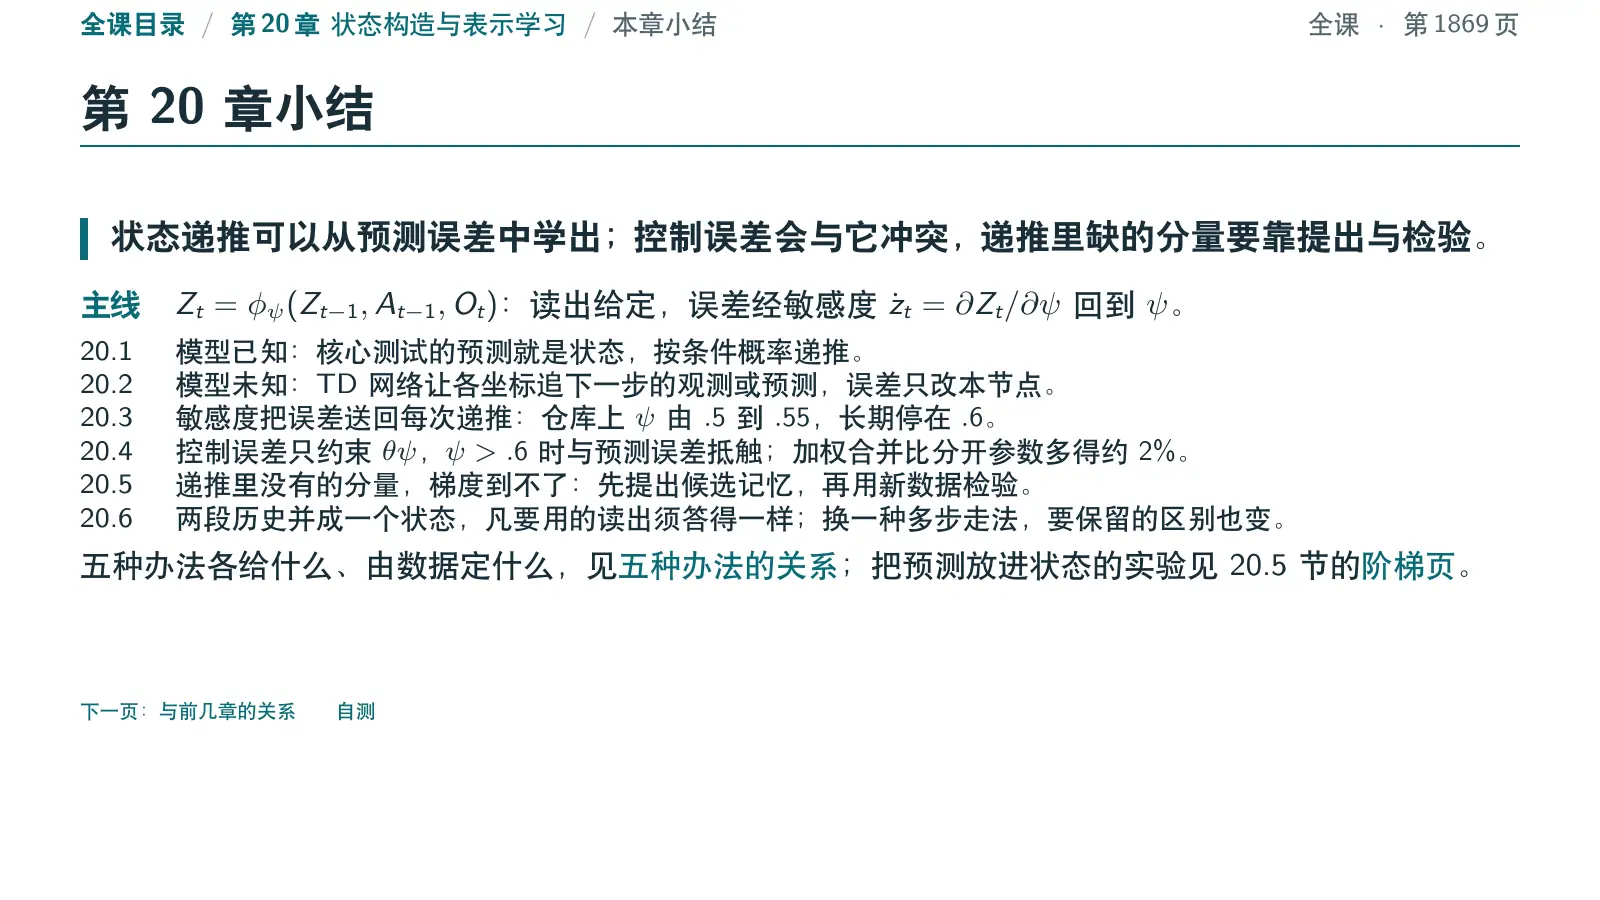 全课目录 / 第 20 章 状态构造与表示学习 / 本章小结
全课 · 第 1869 页
第 20 章小结
状态递推可以从预测误差中学出；控制误差会与它冲突，递推里缺的分量要靠提出与检验。
主线 Zₜ = ϕ_ψ(Zₜ₋₁, Aₜ₋₁, Oₜ)：读出给定，误差经敏感度 żₜ = ∂Zₜ/∂ψ 回到 ψ。
20.1 模型已知：核心测试的预测就是状态，按条件概率递推。
20.2 模型未知：TD 网络让各坐标追下一步的观测或预测，误差只改本节点。
20.3 敏感度把误差送回每次递推：仓库上 ψ 由 .5 到 .55，长期停在 .6。
20.4 控制误差只约束 θψ，ψ > .6 时与预测误差抵触；加权合并比分开参数多得约 2%。
20.5 递推里没有的分量，梯度到不了：先提出候选记忆，再用新数据检验。
20.6 两段历史并成一个状态，凡要用的读出须答得一样；换一种多步走法，要保留的区别也变。
五种办法各给什么、由数据定什么，见五种办法的关系；把预测放进状态的实验见 20.5 节的阶梯页。
下一页：与前几章的关系 自测